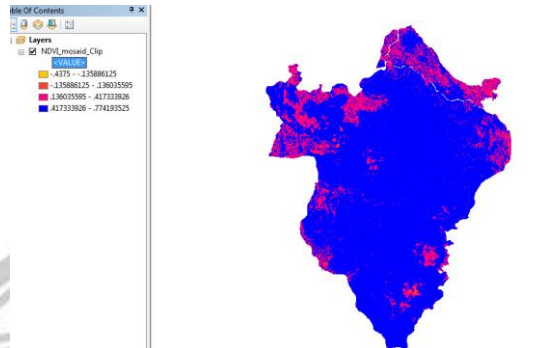 ble Of Contents
Layers
NDVI_mosaid_Clip
<VALUE>
-.4375 - -.135886125
-.135886125 - .136035595
.136035595 - .417333926
.417333926 - .774193525